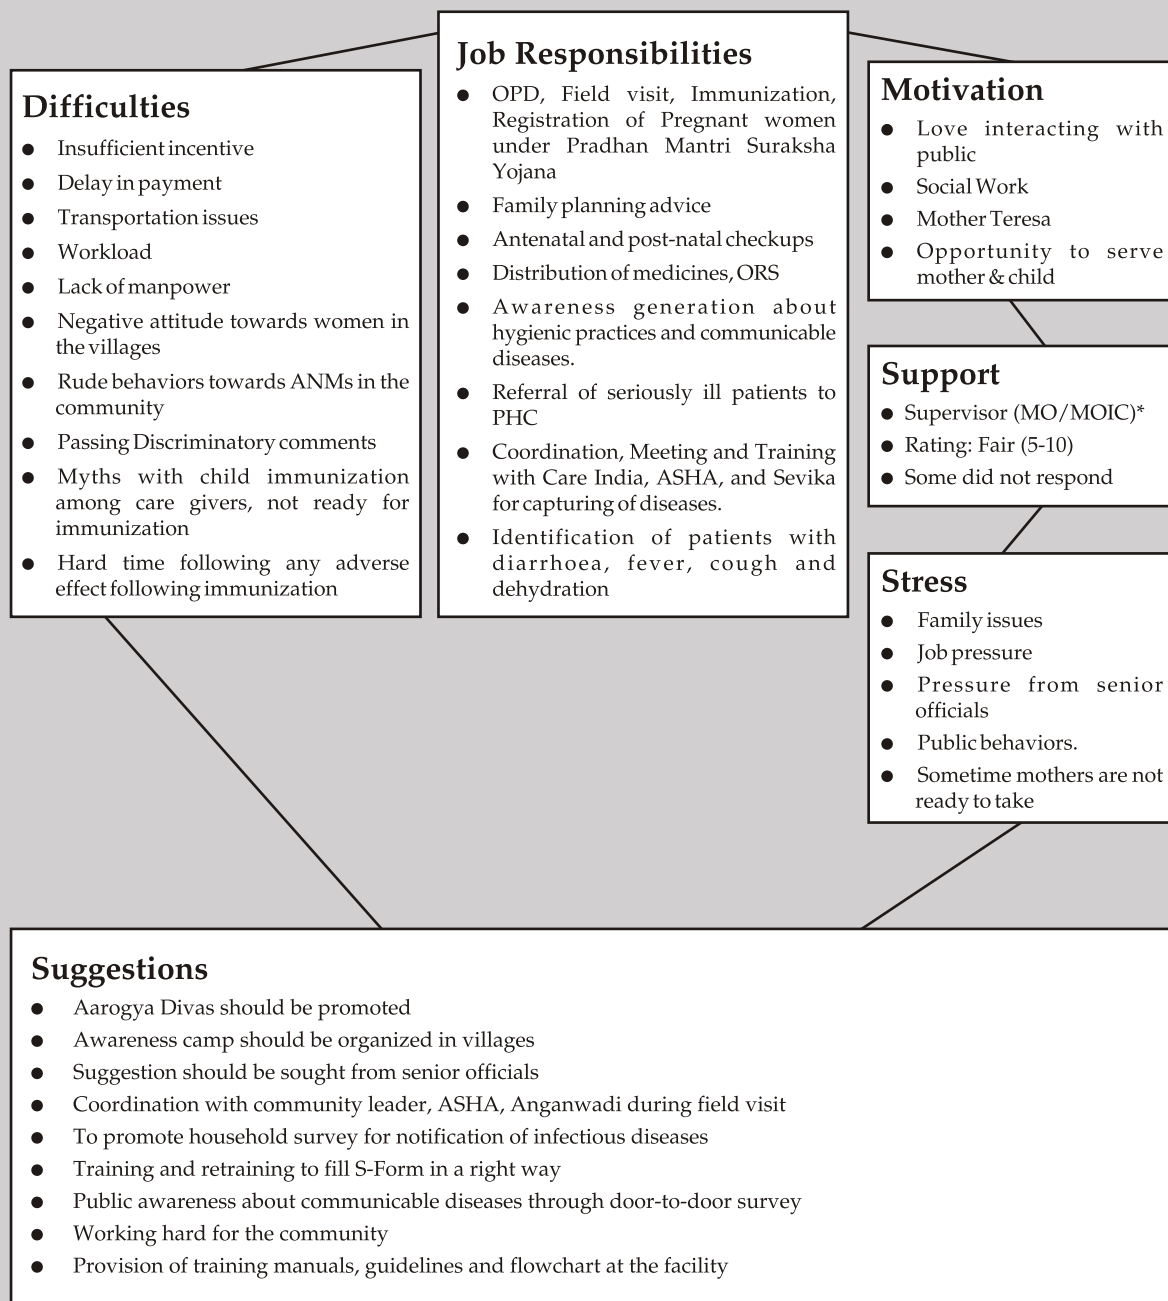 Difficulties
● Insufficient incentive
● Delay in payment
● Transportation issues
● Workload
● Lack of manpower
● Negative attitude towards women in
the villages
● Rude behaviors towards ANMs in the
community
● Passing Discriminatory comments
● Myths with child immunization
among care givers, not ready for
immunization
● Hard time following any adverse
effect following immunization
Job Responsibilities
● OPD, Field visit, Immunization,
Registration of Pregnant women
under Pradhan Mantri Suraksha
Yojana
● Family planning advice
● Antenatal and post-natal checkups
● Distribution of medicines, ORS
● Awareness generation about
hygienic practices and communicable
diseases.
● Referral of seriously ill patients to
PHC
● Coordination, Meeting and Training
with Care India, ASHA, and Sevika
for capturing of diseases.
● Identification of patients with
diarrhoea, fever, cough and
dehydration
Motivation
● Love interacting with
public
● Social Work
● Mother Teresa
● Opportunity to serve
mother & child
Support
● Supervisor (MO/MOIC)*
● Rating: Fair (5-10)
● Some did not respond
Stress
● Family issues
● Job pressure
● Pressure from senior
officials
● Public behaviors.
● Sometime mothers are not
ready to take
Suggestions
● Aarogya Divas should be promoted
● Awareness camp should be organized in villages
● Suggestion should be sought from senior officials
● Coordination with community leader, ASHA, Anganwadi during field visit
● To promote household survey for notification of infectious diseases
● Training and retraining to fill S-Form in a right way
● Public awareness about communicable diseases through door-to-door survey
● Working hard for the community
● Provision of training manuals, guidelines and flowchart at the facility